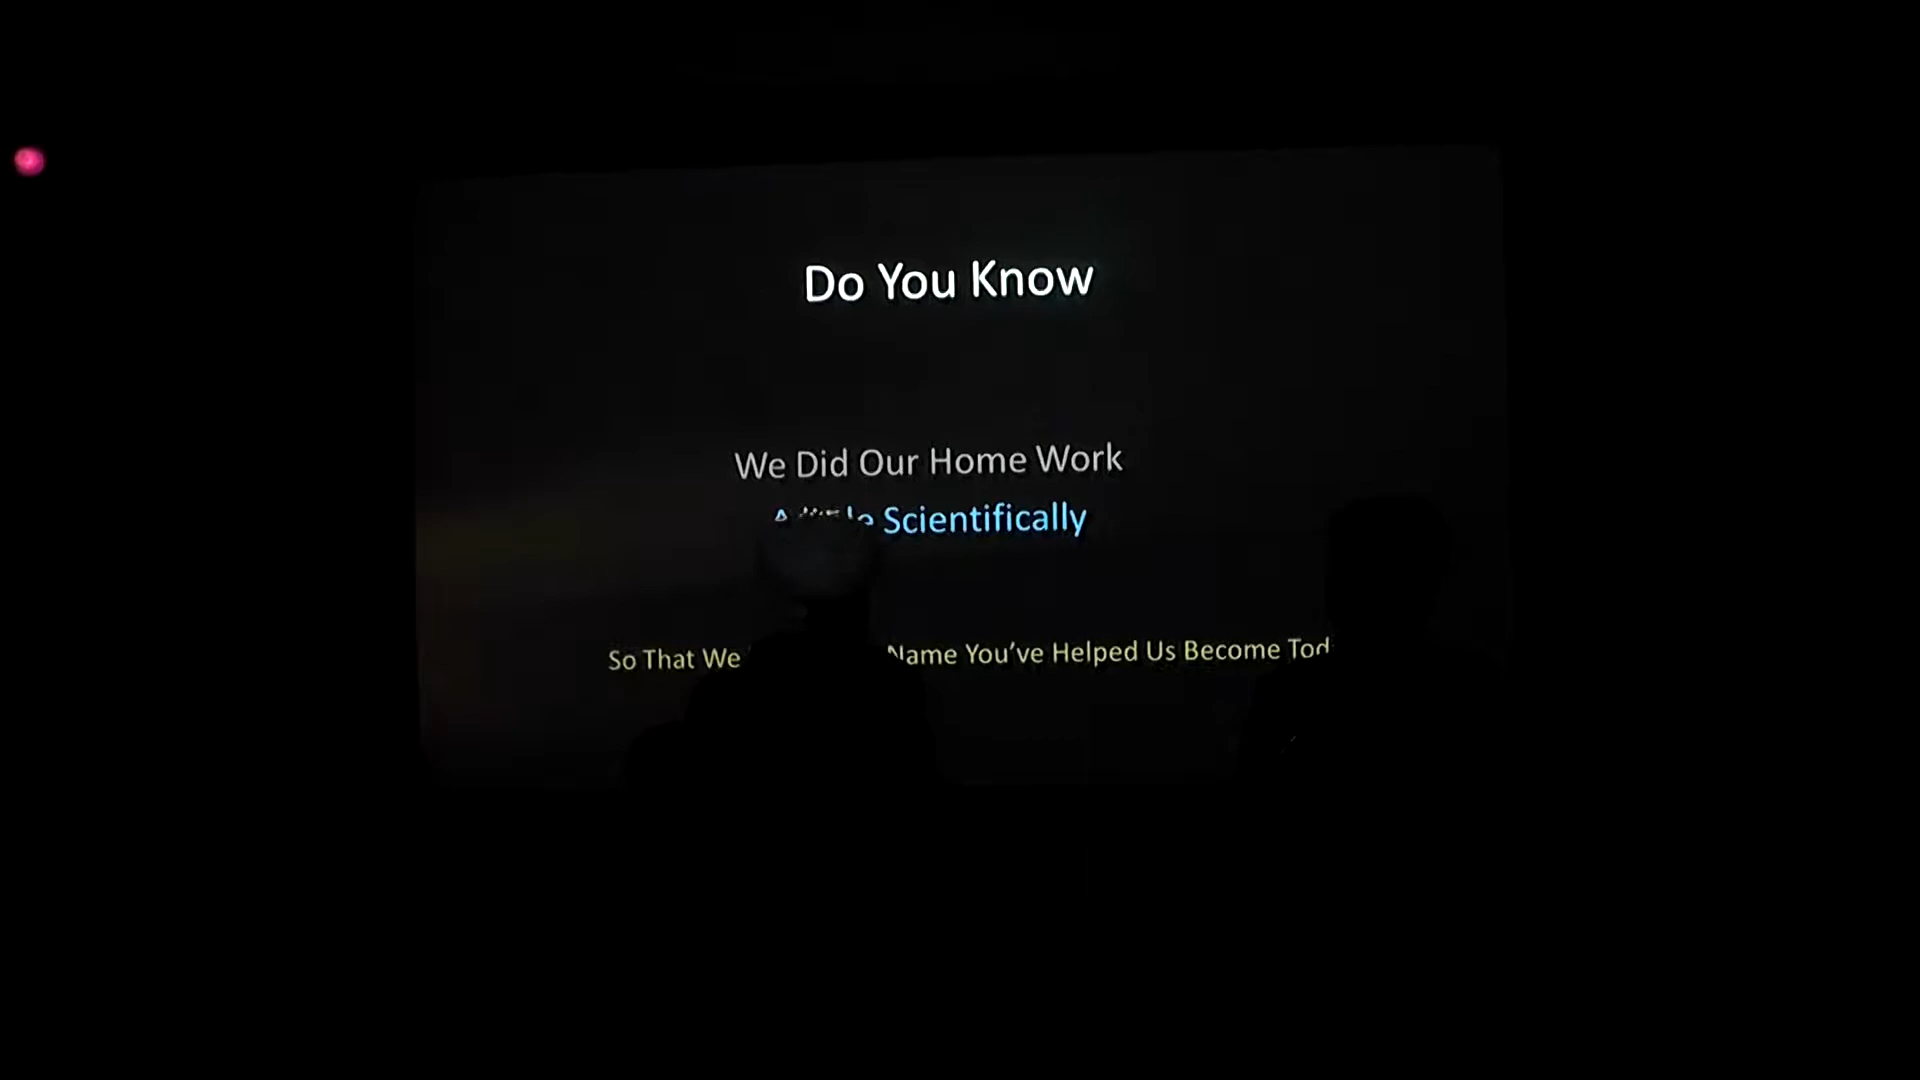 Do You Know
We Did Our Home Work
Scientifically
So That We Name You've Helped Us Become